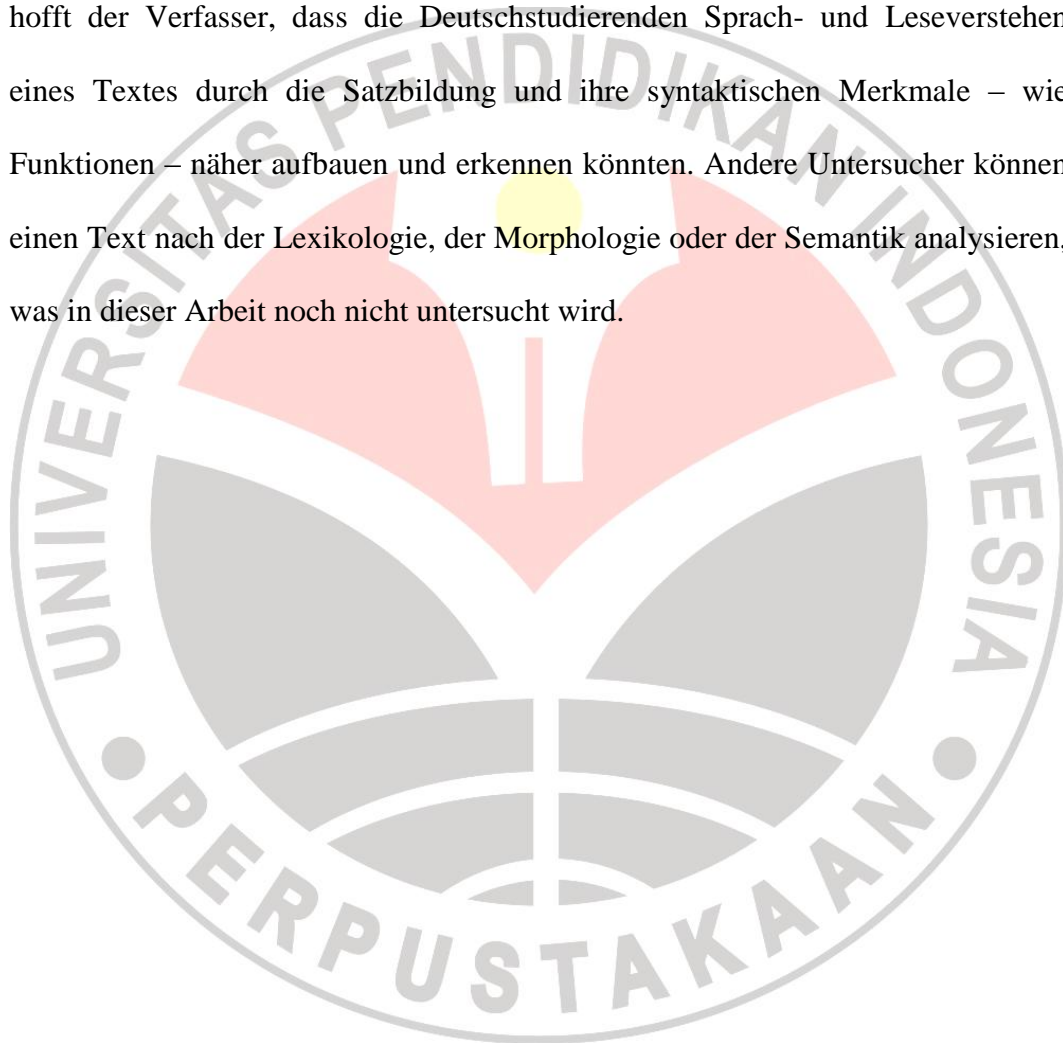 hofft der Verfasser, dass die Deutschstudierenden Sprach- und Leseverstehen
eines Textes durch die Satzbildung und ihre syntaktischen Merkmale – wie
Funktionen – näher aufbauen und erkennen könnten. Andere Untersucher können
einen Text nach der Lexikologie, der Morphologie oder der Semantik analysieren,
was in dieser Arbeit noch nicht untersucht wird.
UNIVERSITAS PENDIDIKAN INDONESIA
PERPUSTAKAAN